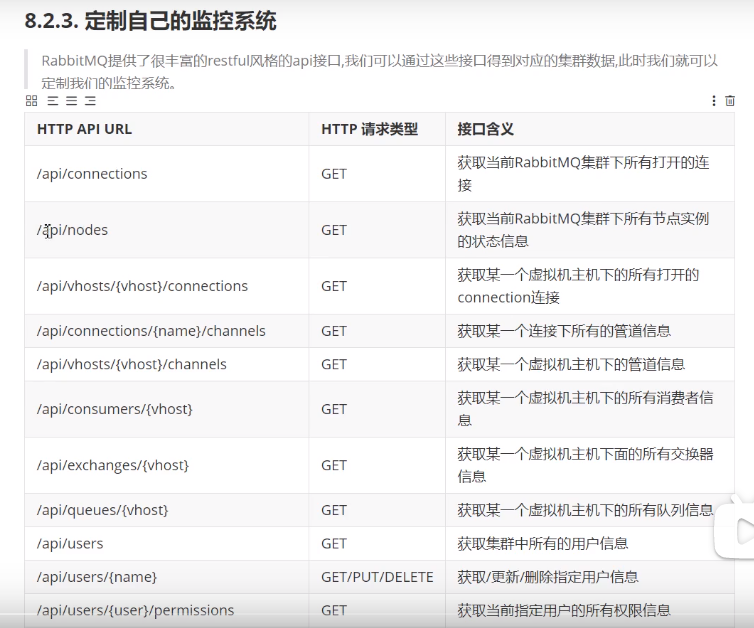 8.2.3. 定制自己的监控系统
RabbitMQ提供了很丰富的restful风格的api接口,我们可以通过这些接口得到对应的集群数据,此时我们就可以
定制我们的监控系统。
HTTP API URL HTTP 请求类型 接口含义
/api/connections GET 获取当前RabbitMQ集群下所有打开的连
接
/api/nodes GET 获取当前RabbitMQ集群下所有节点实例
的状态信息
/api/vhosts/{vhost}/connections GET 获取某一个虚拟机主机下的所有打开的
connection连接
/api/connections/{name}/channels GET 获取某一个连接下所有的管道信息
/api/vhosts/{vhost}/channels GET 获取某一个虚拟机主机下的管道信息
/api/consumers/{vhost} GET 获取某一个虚拟机主机下的所有消费者信
息
/api/exchanges/{vhost} GET 获取某一个虚拟机主机下面的所有交换器
信息
/api/queues/{vhost} GET 获取某一个虚拟机主机下的所有队列信息
/api/users GET 获取集群中所有的用户信息
/api/users/{name} GET/PUT/DELETE 获取/更新/删除指定用户信息
/api/users/{user}/permissions GET 获取当前指定用户的所有权限信息